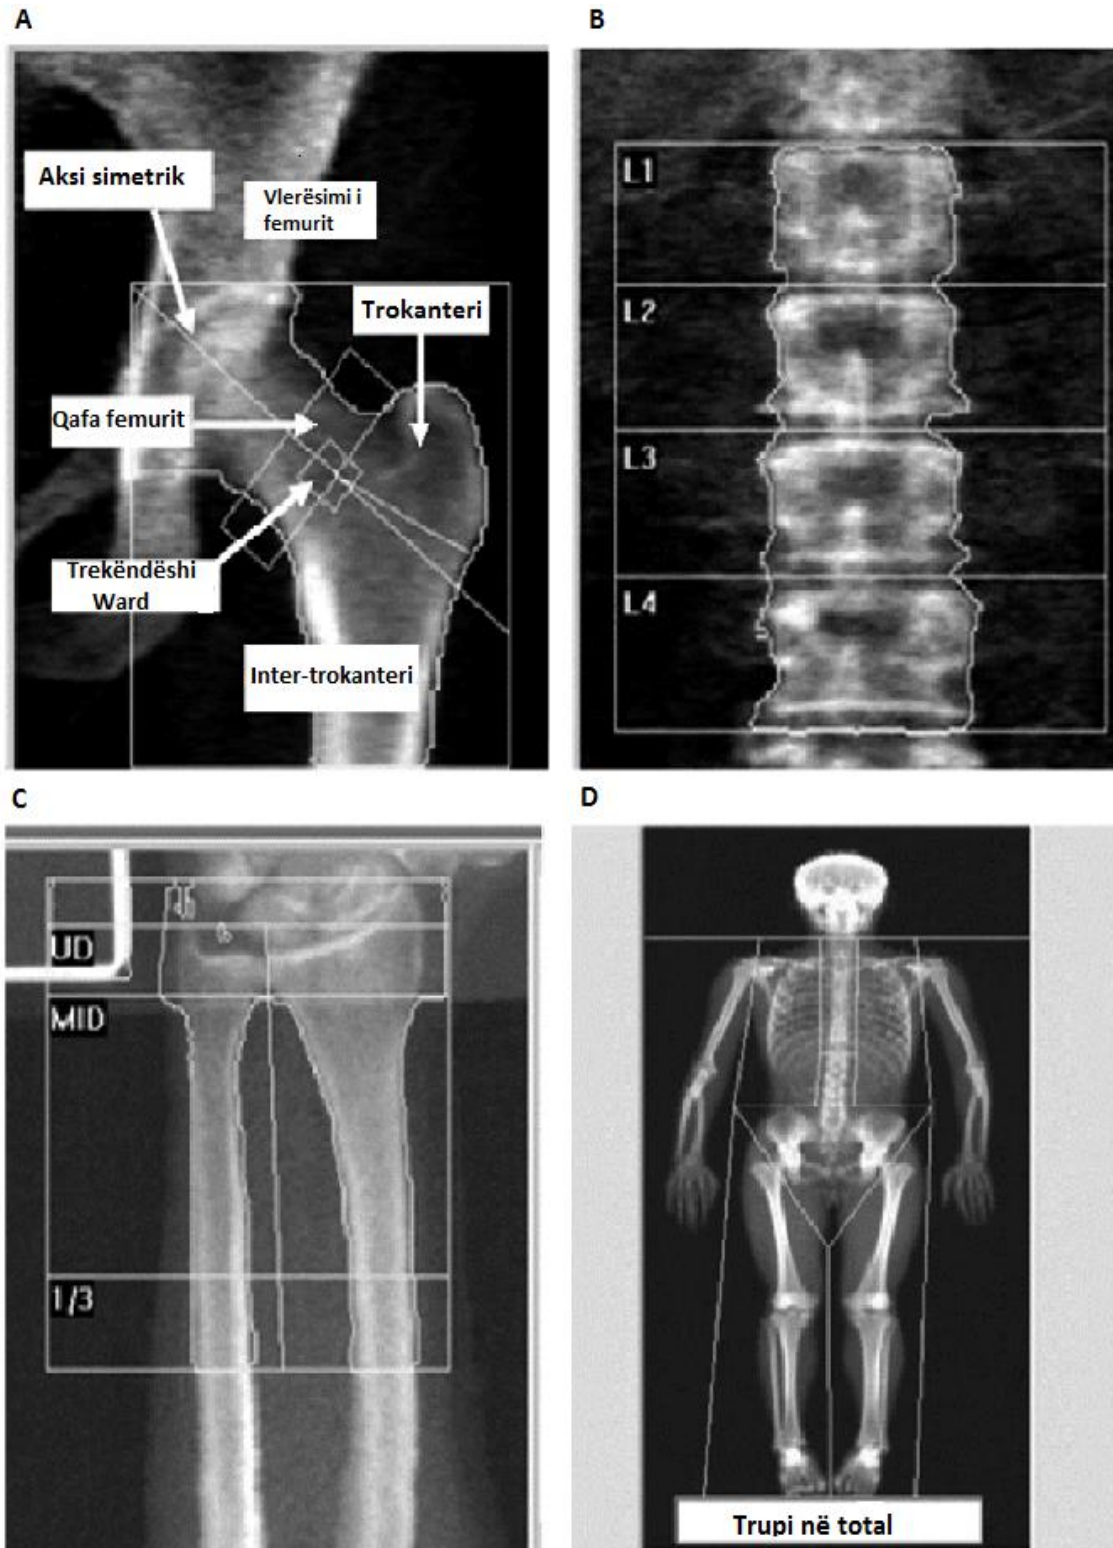 A
Aksi simetrik
Vlerësimi i
femurit
Trokanteri
Qafa femurit
Trekëndëshi
Ward
Inter-trokanteri
B
L1
L2
L3
L4
C
UD
MID
1/3
D
Trupi në total